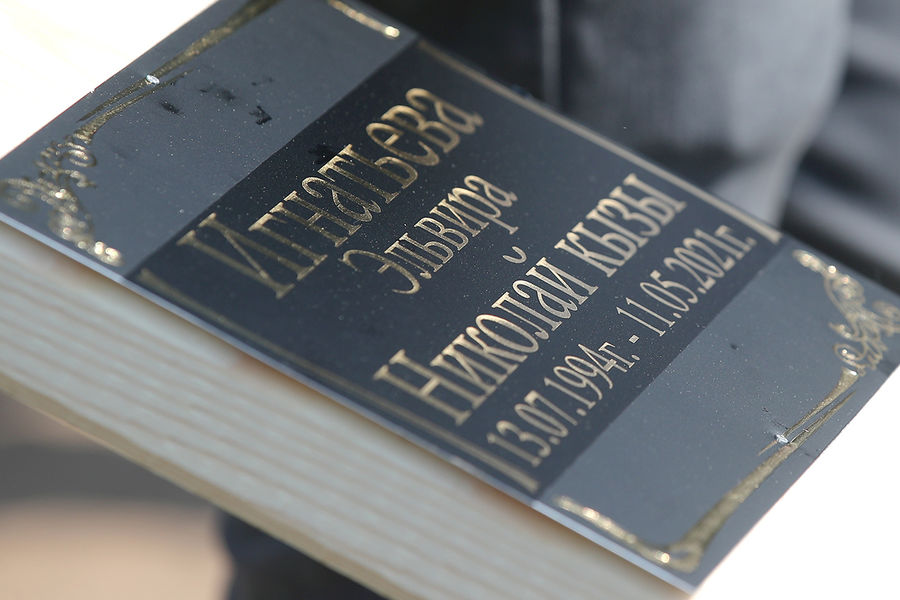 Игнатьева
Эльвира
Николай кызы
13.07.1994г. - 11.05.2021г.